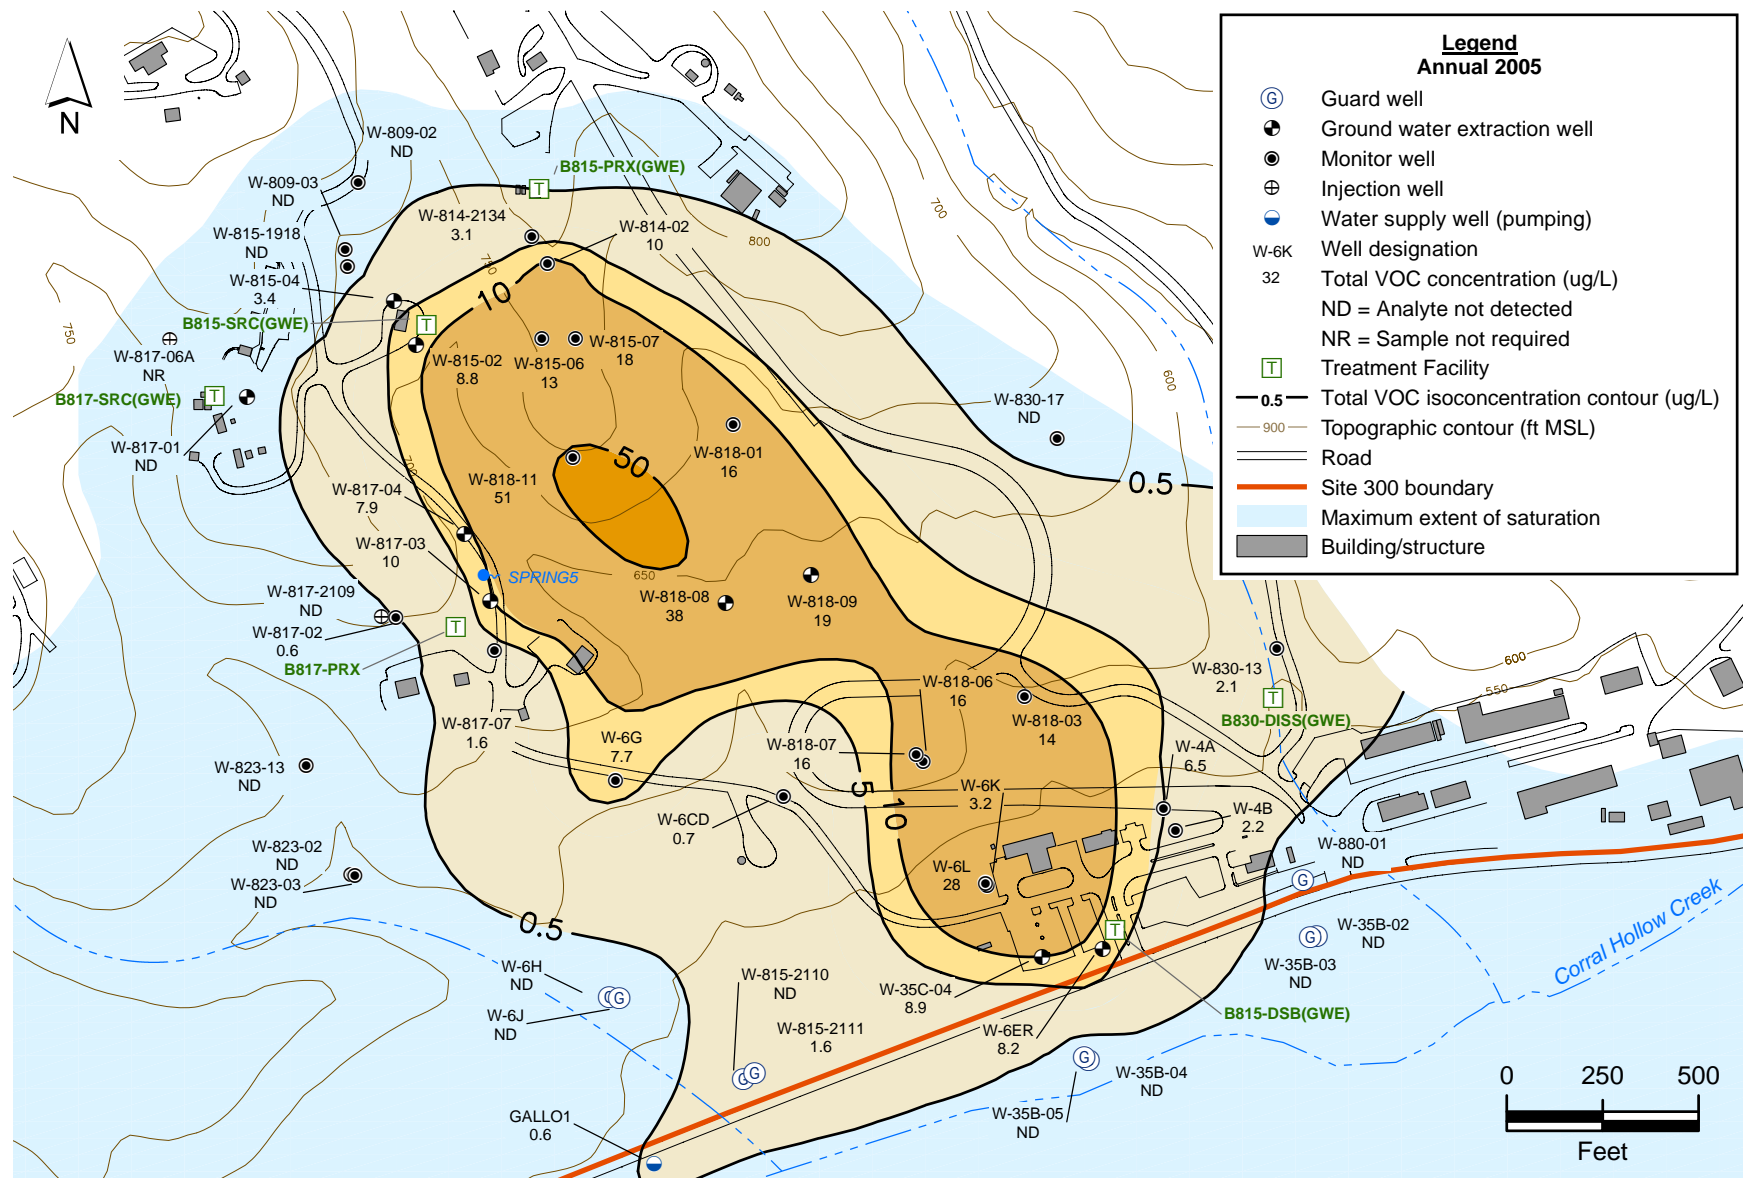 N
Legend
Annual 2005
G Guard well
Ground water extraction well
Monitor well
Injection well
Water supply well (pumping)
W-6K Well designation
32 Total VOC concentration (ug/L)
ND = Analyte not detected
NR = Sample not required
T Treatment Facility
0.5 Total VOC isoconcentration contour (ug/L)
900 Topographic contour (ft MSL)
Road
Site 300 boundary
Maximum extent of saturation
Building/structure
W-809-02
ND
W-809-03
ND
B815-PRX(GWE)
T
W-814-2134
3.1
W-814-02
10
W-815-1918
ND
W-815-04
3.4
B815-SRC(GWE)
T
W-817-06A
NR
B817-SRC(GWE)
T
W-817-01
ND
W-815-02
8.8
W-815-06
13
W-815-07
18
W-818-01
16
W-830-17
ND
W-818-11
51
W-817-04
7.9
W-817-03
10
SPRING5
W-818-08
38
W-818-09
19
W-817-2109
ND
W-817-02
0.6
B817-PRX
T
W-817-07
1.6
W-6G
7.7
W-818-06
16
W-818-03
14
W-818-07
16
W-830-13
2.1
T
B830-DISS(GWE)
W-4A
6.5
W-4B
2.2
W-6K
3.2
W-6L
28
W-6CD
0.7
W-823-13
ND
W-823-02
ND
W-823-03
ND
W-880-01
ND
G
W-35B-02
ND
G
W-35B-03
ND
T
B815-DSB(GWE)
W-35C-04
8.9
W-6ER
8.2
W-6H
ND
G
W-6J
ND
W-815-2110
ND
W-815-2111
1.6
G
G
GALLO1
0.6
G
W-35B-04
ND
W-35B-05
ND
Corral Hollow Creek
10
50
0.5
5
10
0.5
750
750
700
650
800
700
600
600
550
0 250 500
Feet